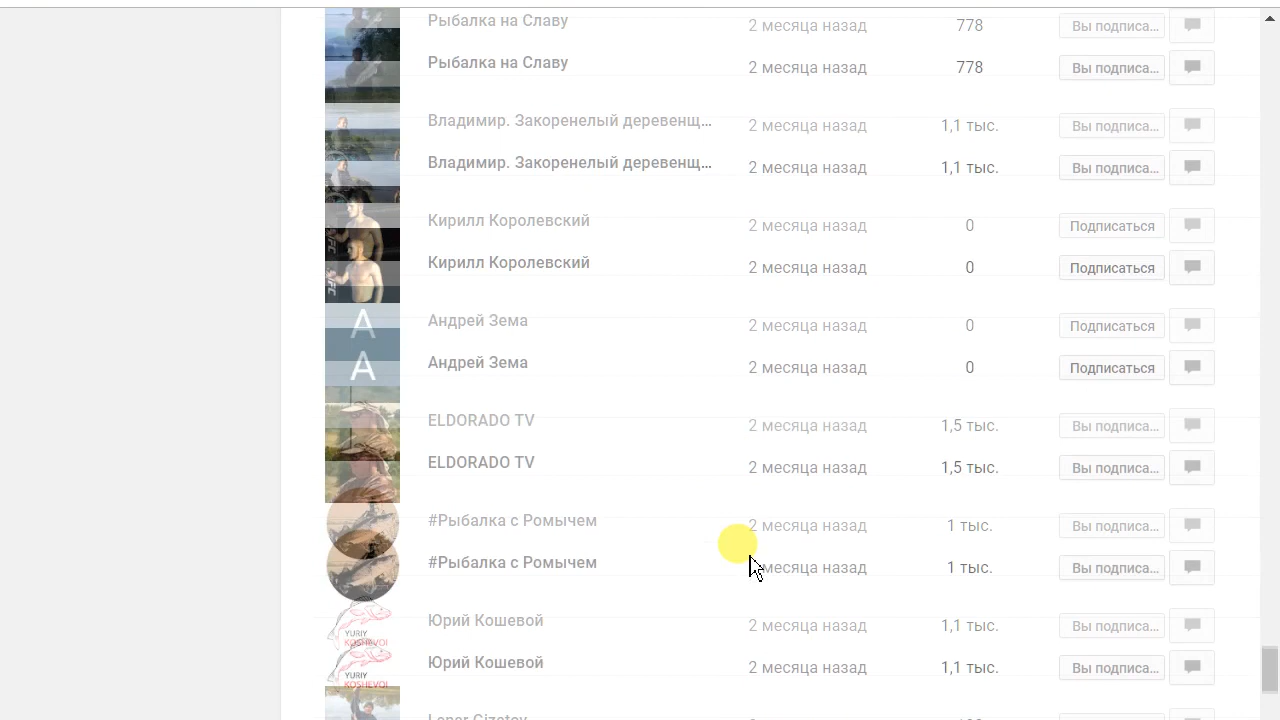 Рыбалка на Славу 2 месяца назад 778 Вы подписа...
Рыбалка на Славу 2 месяца назад 778 Вы подписа...
Владимир. Закоренелый деревенщ... 2 месяца назад 1,1 тыс. Вы подписа...
Владимир. Закоренелый деревенщ... 2 месяца назад 1,1 тыс. Вы подписа...
Кирилл Королевский 2 месяца назад 0 Подписаться
Кирилл Королевский 2 месяца назад 0 Подписаться
A Андрей Зема 2 месяца назад 0 Подписаться
A Андрей Зема 2 месяца назад 0 Подписаться
ELDORADO TV 2 месяца назад 1,5 тыс. Вы подписа...
ELDORADO TV 2 месяца назад 1,5 тыс. Вы подписа...
#Рыбалка с Ромычем 2 месяца назад 1 тыс. Вы подписа...
#Рыбалка с Ромычем месяца назад 1 тыс. Вы подписа...
Юрий Кошевой 2 месяца назад 1,1 тыс. Вы подписа...
YURIY
KOSHEVOI
Юрий Кошевой 2 месяца назад 1,1 тыс. Вы подписа...
YURIY
KOSHEVOI